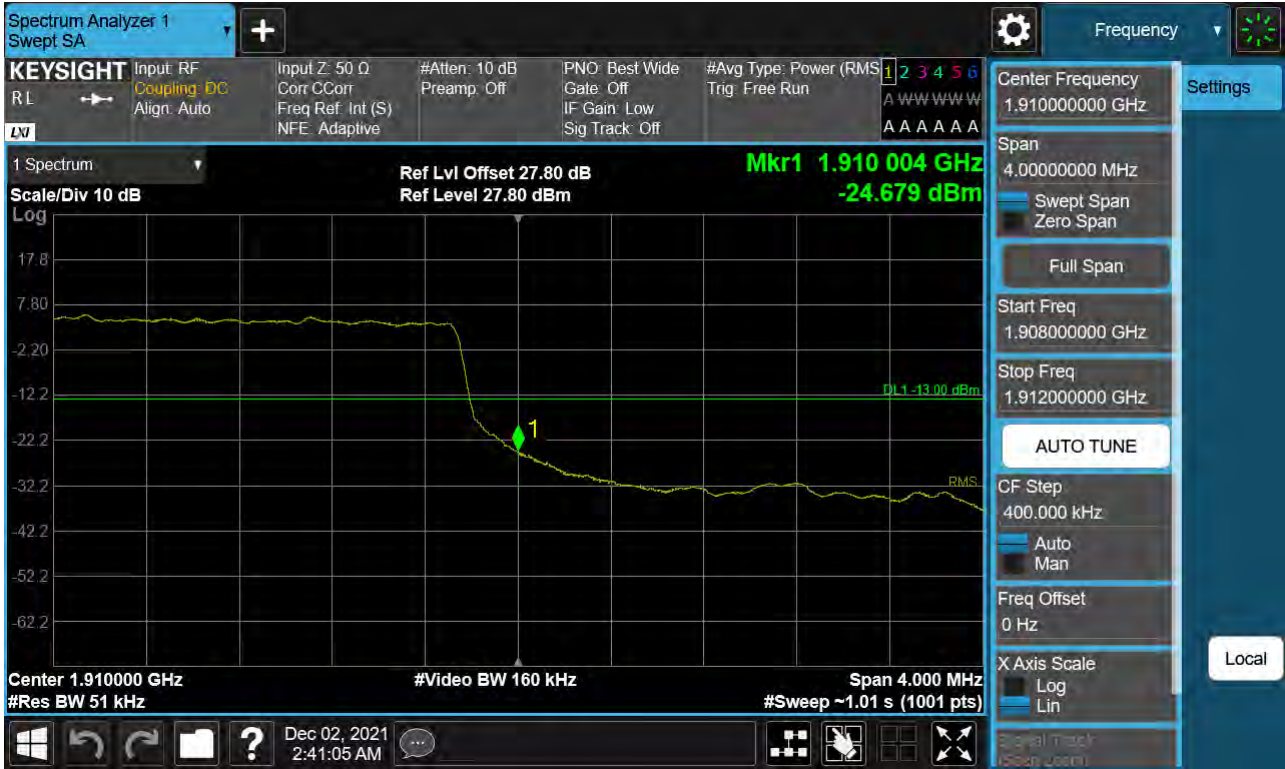 Spectrum Analyzer 1
Swept SA
Frequency
KEYSIGHT
RL
LXI
Input: RF
Coupling: DC
Align: Auto
Input Z: 50 Ω
Corr CCorr
Freq Ref: Int (S)
NFE: Adaptive
#Atten: 10 dB
Preamp: Off
PNO: Best Wide
Gate: Off
IF Gain: Low
Sig Track: Off
#Avg Type: Power (RMS
Trig: Free Run
1 2 3 4 5 6
A W W W W W
A A A A A A
1 Spectrum
Scale/Div 10 dB
Log
Ref Lvl Offset 27.80 dB
Ref Level 27.80 dBm
Mkr1 1.910 004 GHz
-24.679 dBm
17.8
7.80
-2.20
-12.2
-22.2
-32.2
-42.2
-52.2
-62.2
DL1 -13.00 dBm
1
RMS
Center 1.910000 GHz
#Res BW 51 kHz
#Video BW 160 kHz
Span 4.000 MHz
#Sweep ~1.01 s (1001 pts)
Center Frequency
1.910000000 GHz
Settings
Span
4.00000000 MHz
Swept Span
Zero Span
Full Span
Start Freq
1.908000000 GHz
Stop Freq
1.912000000 GHz
AUTO TUNE
CF Step
400.000 kHz
Auto
Man
Freq Offset
0 Hz
X Axis Scale
Log
Lin
Signal Track
(Span Zoom)
Local
Dec 02, 2021
2:41:05 AM